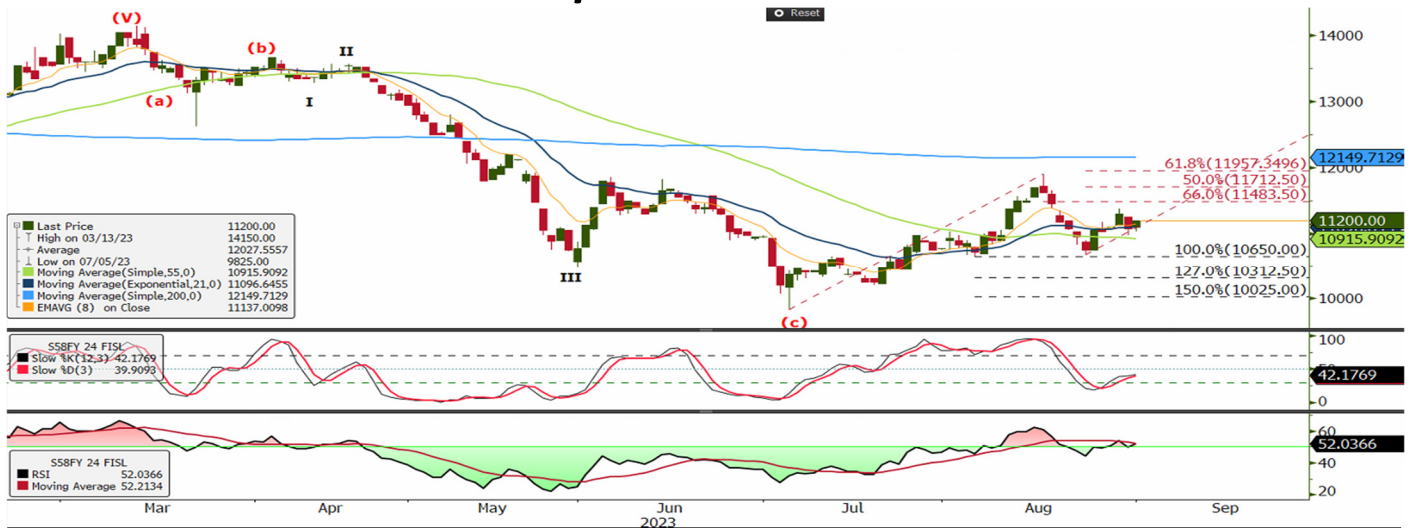 Reset
(V)
(b)
II
(a)
I
III
(c)
14000
13000
12149.7129
12000
61.8%(11957.3496)
50.0%(11712.50)
66.0%(11483.50)
11200.00
10915.9092
100.0%(10650.00)
127.0%(10312.50)
150.0%(10025.00)
10000
Last Price 11200.00
High on 03/13/23 14150.00
Average 12027.5557
Low on 07/05/23 9825.00
Moving Average(Simple,55,0) 10915.9092
Moving Average(Exponential,21,0) 11096.6455
Moving Average(Simple,200,0) 12149.7129
EMAVG (8) on Close 11137.0098
S58FY 24 FISL
Slow %K(12,3) 42.1769
Slow %D(3) 39.9093
100
42.1769
0
S58FY 24 FISL
RSI 52.0366
Moving Average 52.2134
60
52.0366
40
20
Mar Apr May Jun Jul Aug Sep
2023